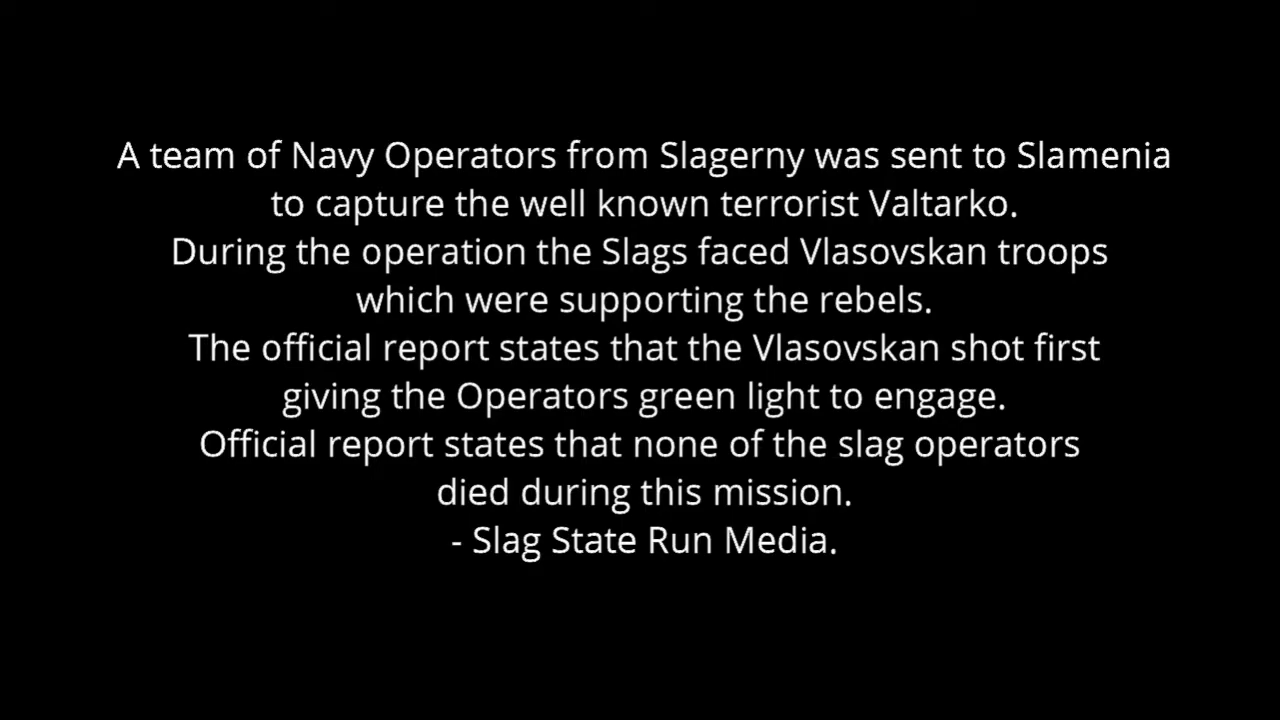 A team of Navy Operators from Slagerny was sent to Slamenia
to capture the well known terrorist Valtarko.
During the operation the Slags faced Vlasovskan troops
which were supporting the rebels.
The official report states that the Vlasovskan shot first
giving the Operators green light to engage.
Official report states that none of the slag operators
died during this mission.
- Slag State Run Media.